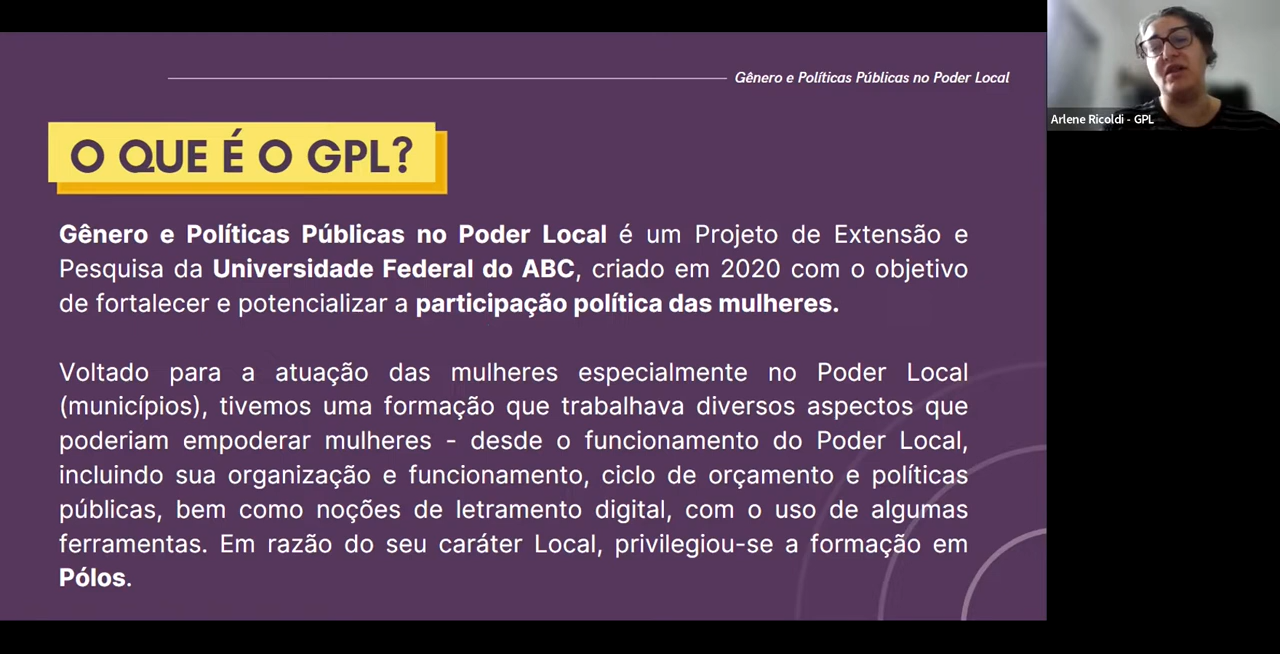 Gênero e Políticas Públicas no Poder Local
Arlene Ricoldi - GPL
O QUE É O GPL?
Gênero e Políticas Públicas no Poder Local é um Projeto de Extensão e
Pesquisa da Universidade Federal do ABC, criado em 2020 com o objetivo
de fortalecer e potencializar a participação política das mulheres.
Voltado para a atuação das mulheres especialmente no Poder Local
(municípios), tivemos uma formação que trabalhava diversos aspectos que
poderiam empoderar mulheres - desde o funcionamento do Poder Local,
incluindo sua organização e funcionamento, ciclo de orçamento e políticas
públicas, bem como noções de letramento digital, com o uso de algumas
ferramentas. Em razão do seu caráter Local, privilegiou-se a formação em
Pólos.